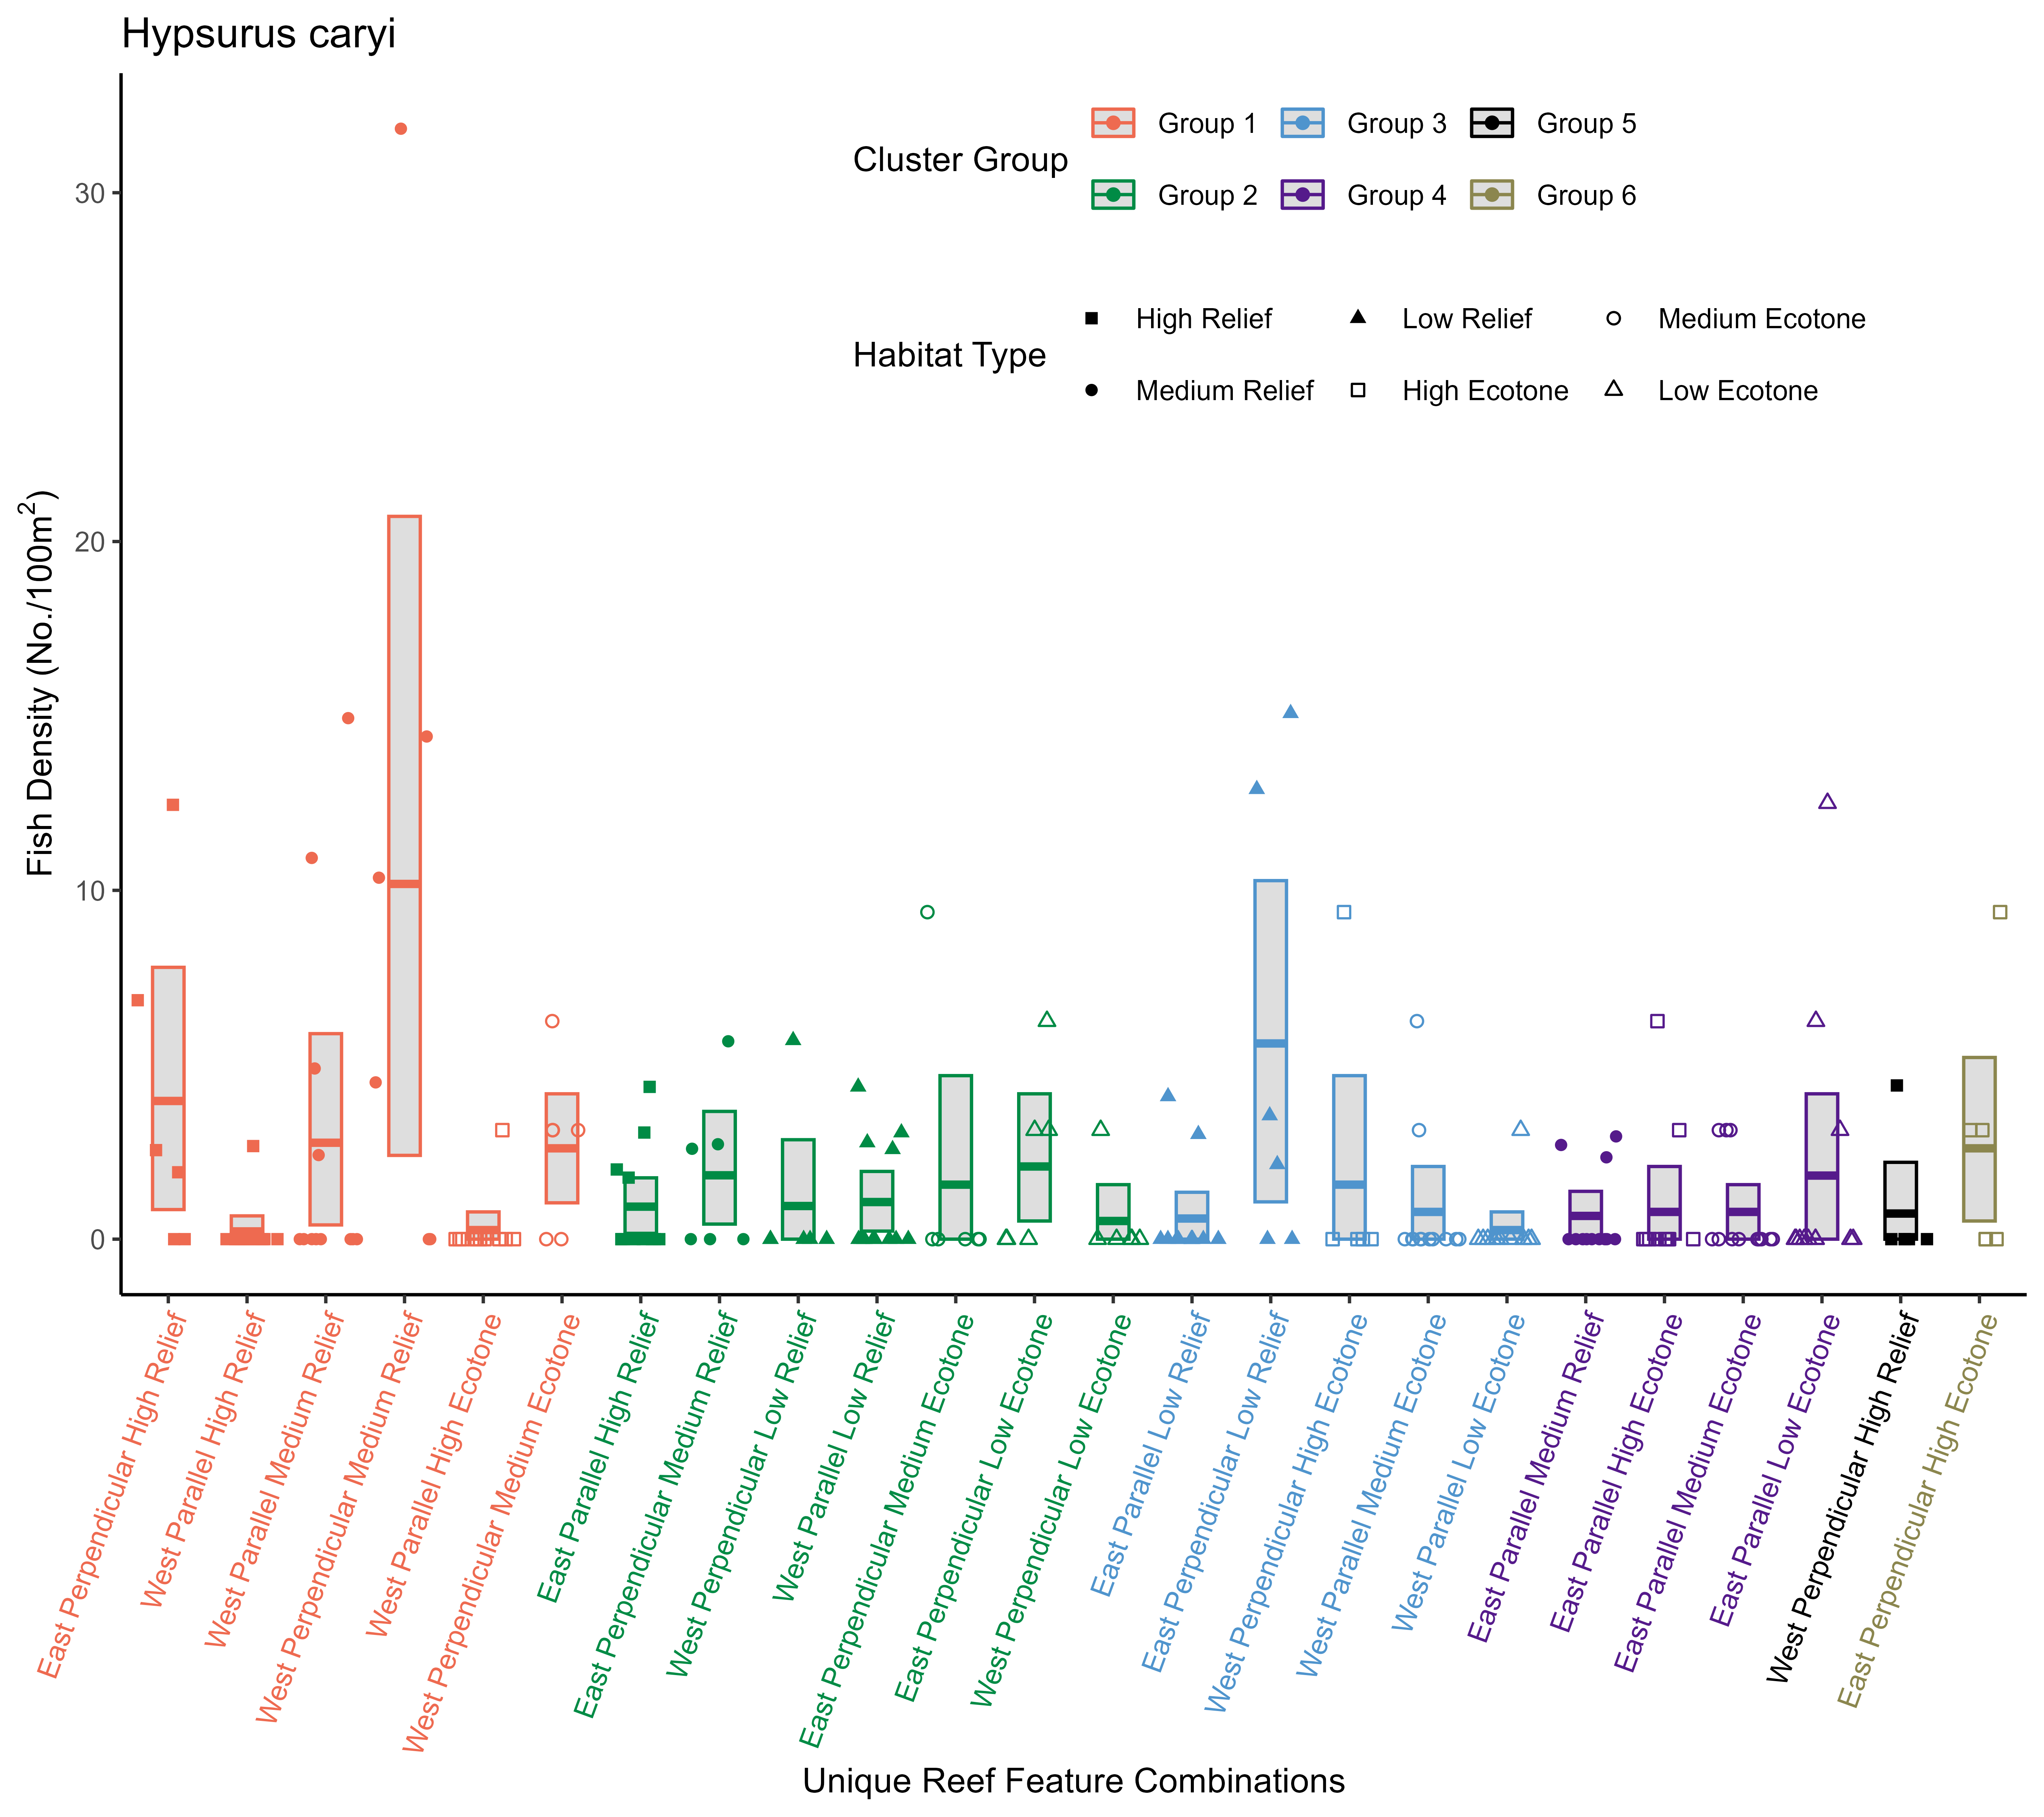 Hypsurus caryi
Cluster Group
Group 1
Group 3
Group 5
Group 2
Group 4
Group 6
Habitat Type
High Relief
Low Relief
Medium Ecotone
Medium Relief
High Ecotone
Low Ecotone
Fish Density (No./100m²)
30
20
10
0
East Perpendicular High Relief
West Parallel High Relief
West Parallel Medium Relief
West Perpendicular Medium Relief
West Parallel High Ecotone
West Perpendicular Medium Ecotone
East Parallel High Relief
East Perpendicular Medium Relief
West Perpendicular Low Relief
West Parallel Low Relief
East Perpendicular Medium Ecotone
East Perpendicular Low Ecotone
West Perpendicular Low Ecotone
East Parallel Low Relief
East Perpendicular Low Relief
West Perpendicular High Ecotone
West Parallel Medium Ecotone
West Parallel Low Ecotone
East Parallel Medium Relief
East Parallel High Ecotone
East Parallel Medium Ecotone
East Parallel Low Ecotone
West Perpendicular High Relief
East Perpendicular High Ecotone
Unique Reef Feature Combinations